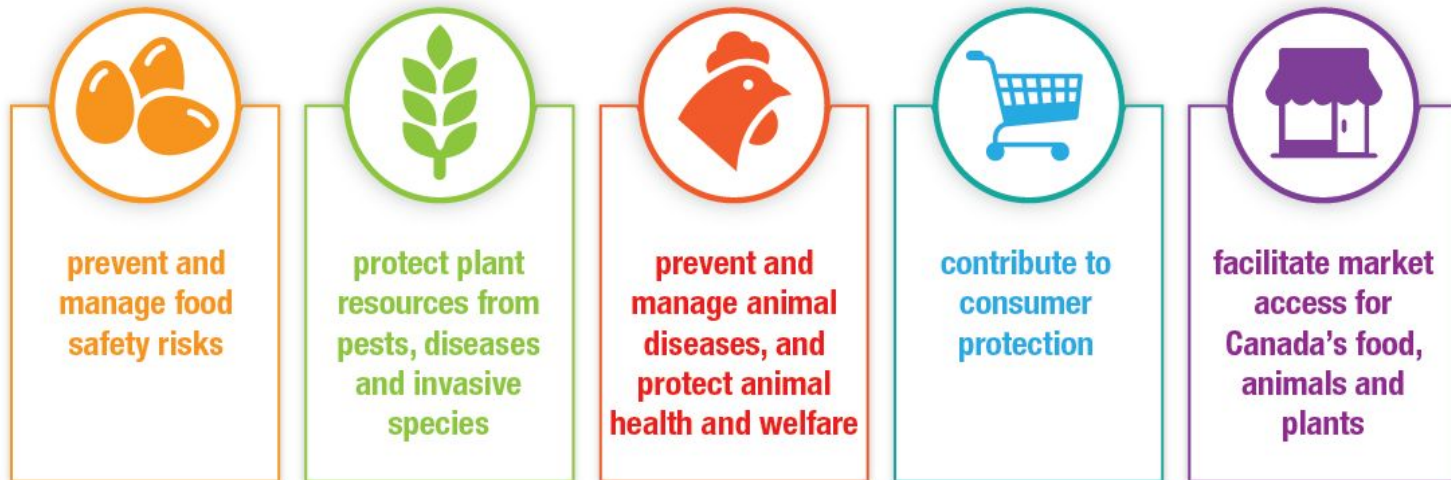 prevent and
manage food
safety risks
protect plant
resources from
pests, diseases
and invasive
species
prevent and
manage animal
diseases, and
protect animal
health and welfare
contribute to
consumer
protection
facilitate market
access for
Canada's food,
animals and
plants